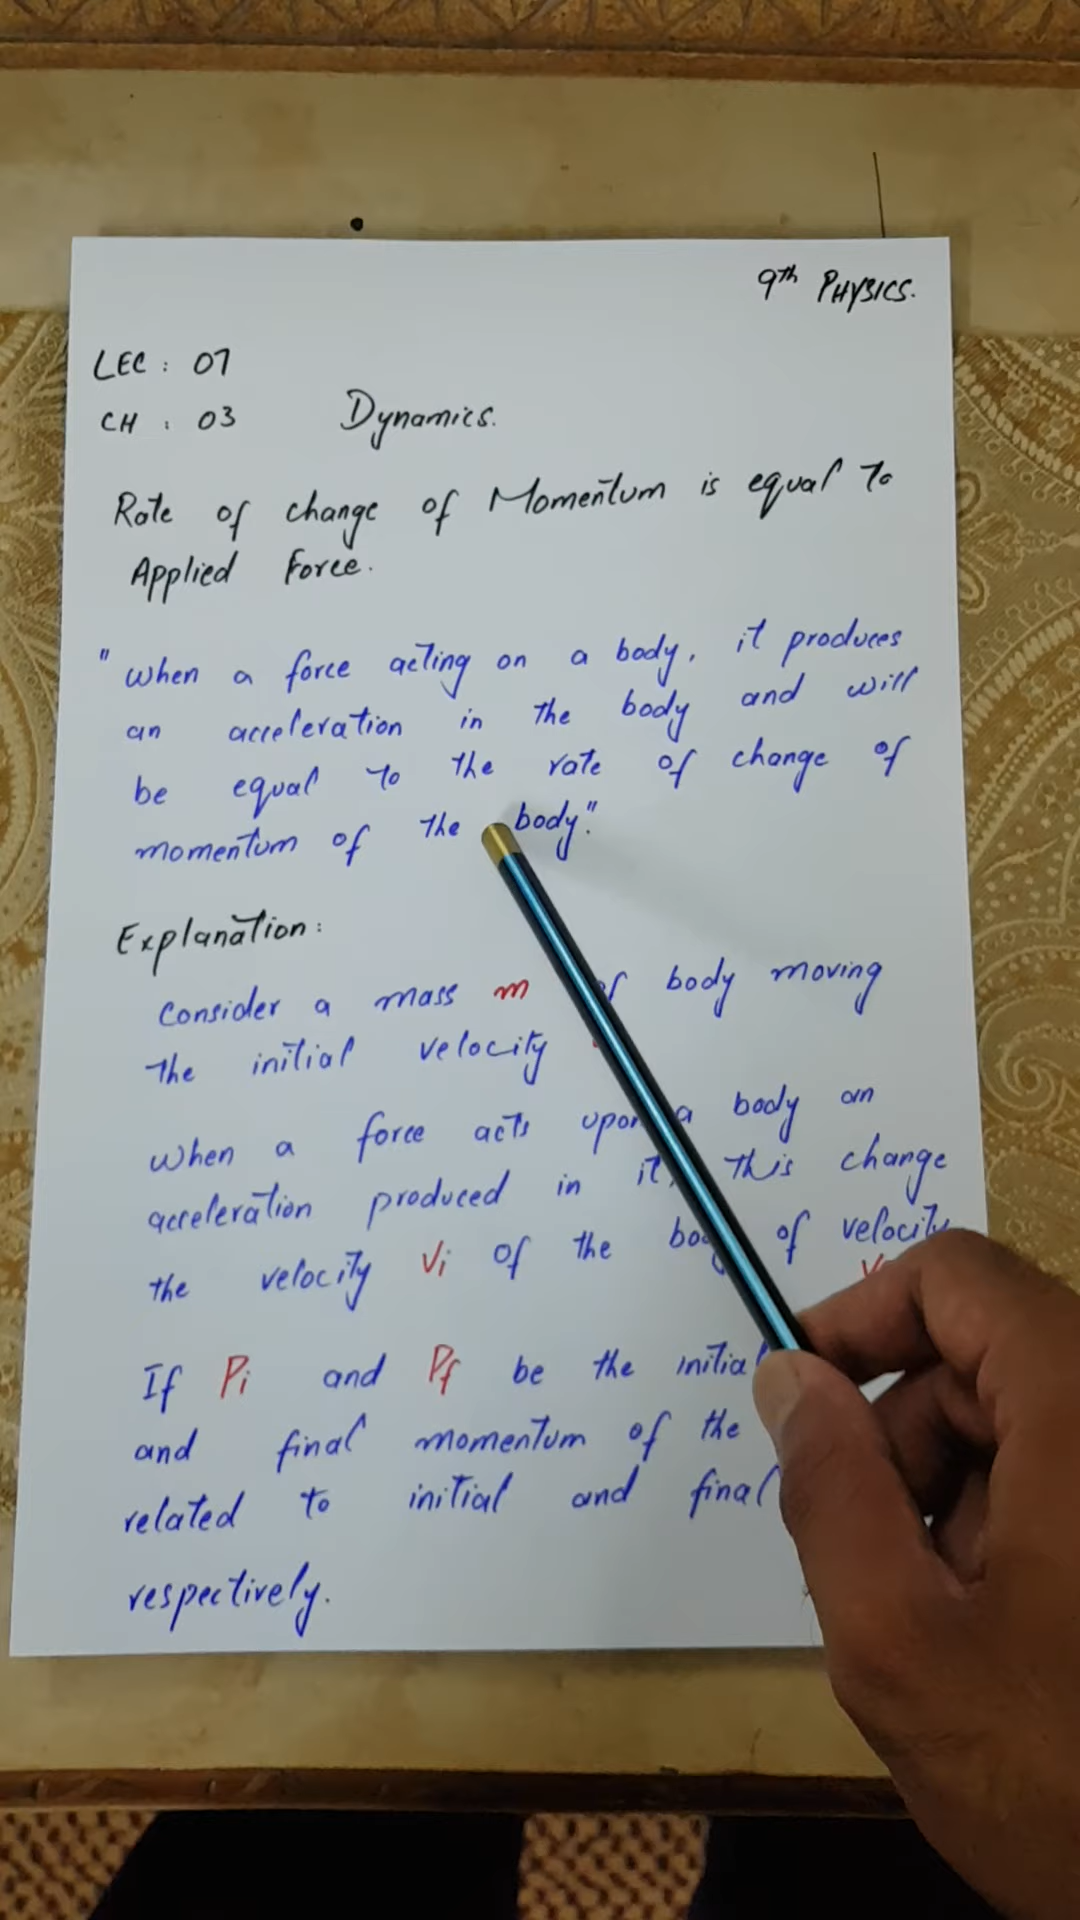 9th PHYSICS.
LEC : 07
CH : 03 Dynamics.
Rate of change of Momentum is equal to
Applied Force.
"when a force acting on a body, it produces
an acceleration in the body and will
be equal to the rate of change of
momentum of the body."
Explanation:
Consider a mass m of body moving
the initial velocity
when a force acts upon a body an
acceleration produced in it, this change
the velocity Vi of the body of velocity
If Pi and Pf be the initial
and final momentum of the
related to initial and final
respectively.